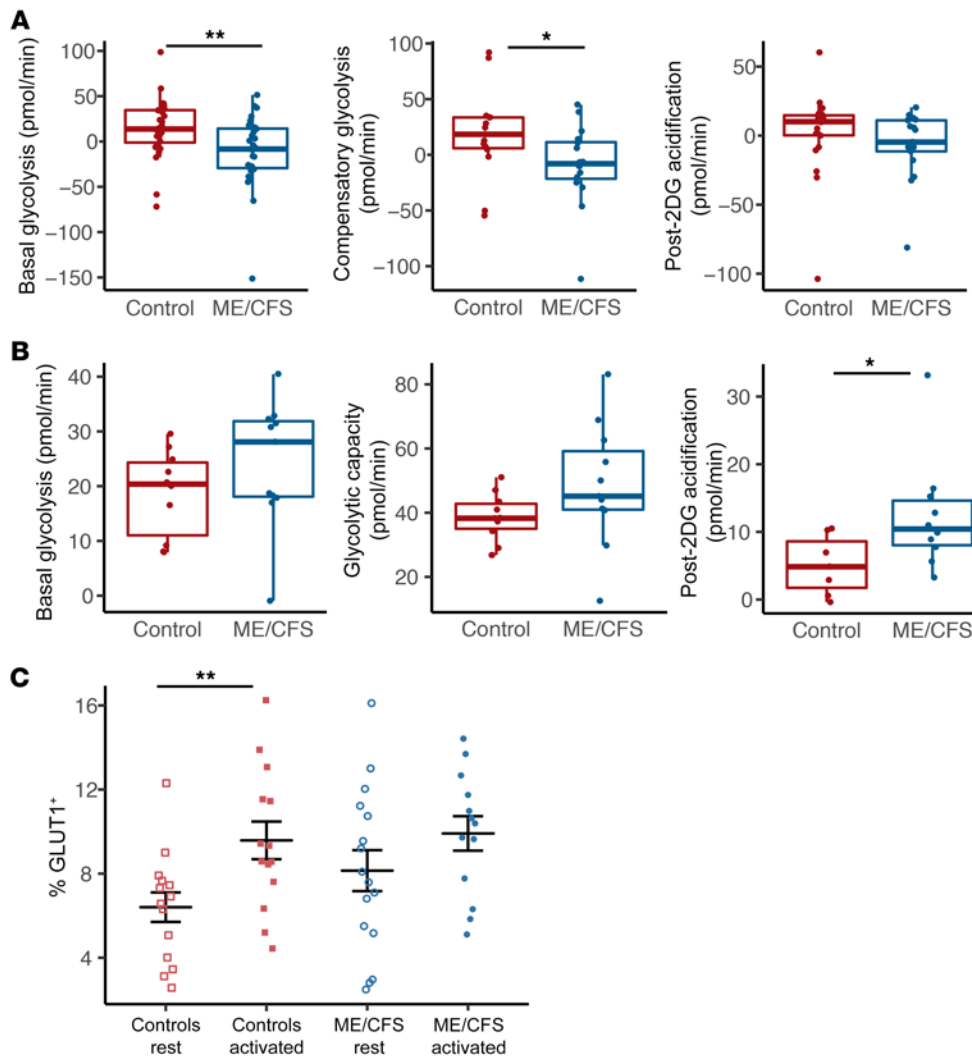 A
Basal glycolysis (pmol/min)
100
50
0
−50
−100
−150
**
Control
ME/CFS
Compensatory glycolysis
(pmol/min)
100
50
0
−50
−100
*
Control
ME/CFS
Post-2DG acidification
(pmol/min)
50
0
−50
−100
Control
ME/CFS
B
Basal glycolysis (pmol/min)
40
30
20
10
0
Control
ME/CFS
Glycolytic capacity
(pmol/min)
80
60
40
20
Control
ME/CFS
Post-2DG acidification
(pmol/min)
30
20
10
0
*
Control
ME/CFS
C
% GLUT1+
16
12
8
4
**
Controls
rest
Controls
activated
ME/CFS
rest
ME/CFS
activated